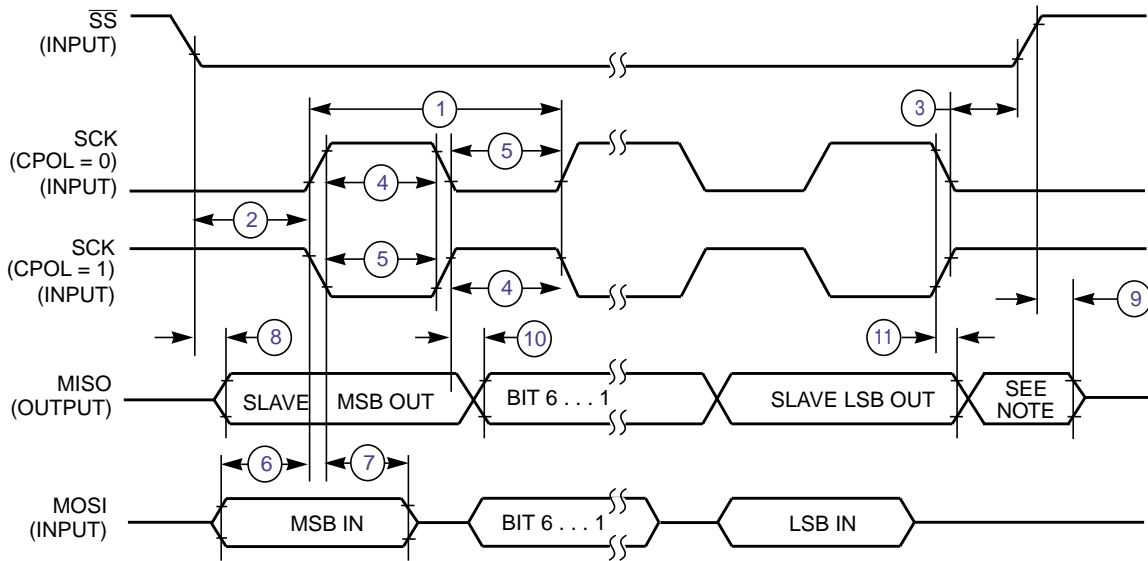 SS
(INPUT)
1
3
SCK
(CPOL = 0)
(INPUT)
5
4
2
SCK
(CPOL = 1)
(INPUT)
5
4
9
8
10
11
MISO
(OUTPUT)
SLAVE MSB OUT
BIT 6 . . . 1
SLAVE LSB OUT
SEE
NOTE
6
7
MOSI
(INPUT)
MSB IN
BIT 6 . . . 1
LSB IN